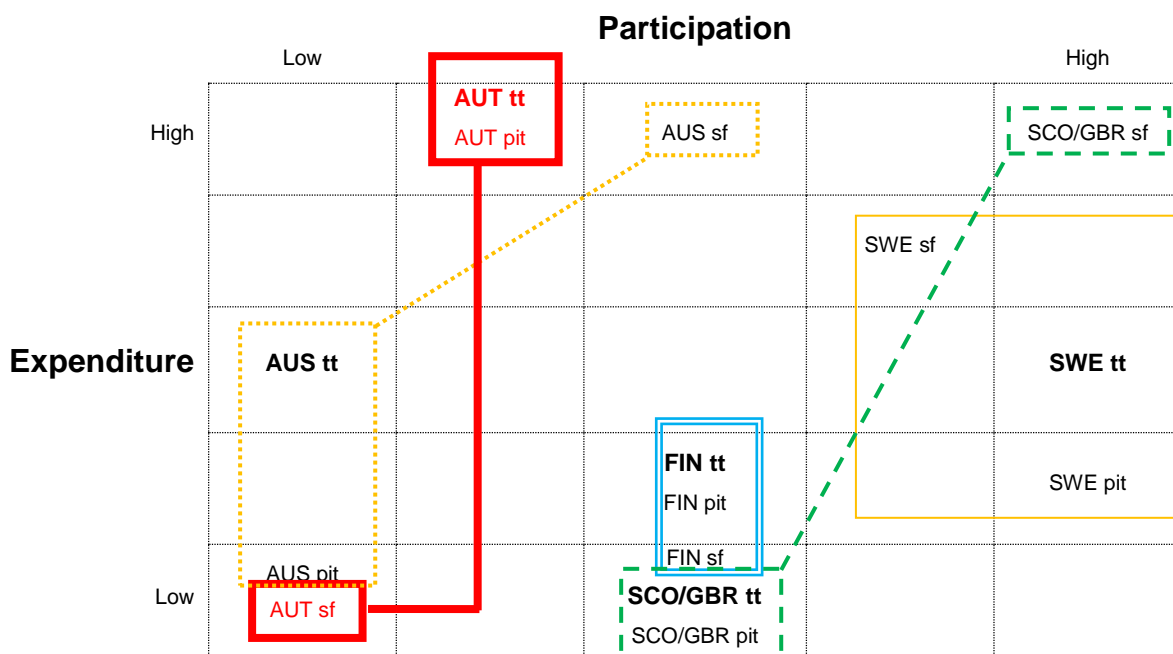 Participation
Low
High
High
AUT tt
AUT pit
AUS sf
SCO/GBR sf
SWE sf
Expenditure
AUS tt
SWE tt
FIN tt
FIN pit
SWE pit
FIN sf
AUS pit
Low
AUT sf
SCO/GBR tt
SCO/GBR pit